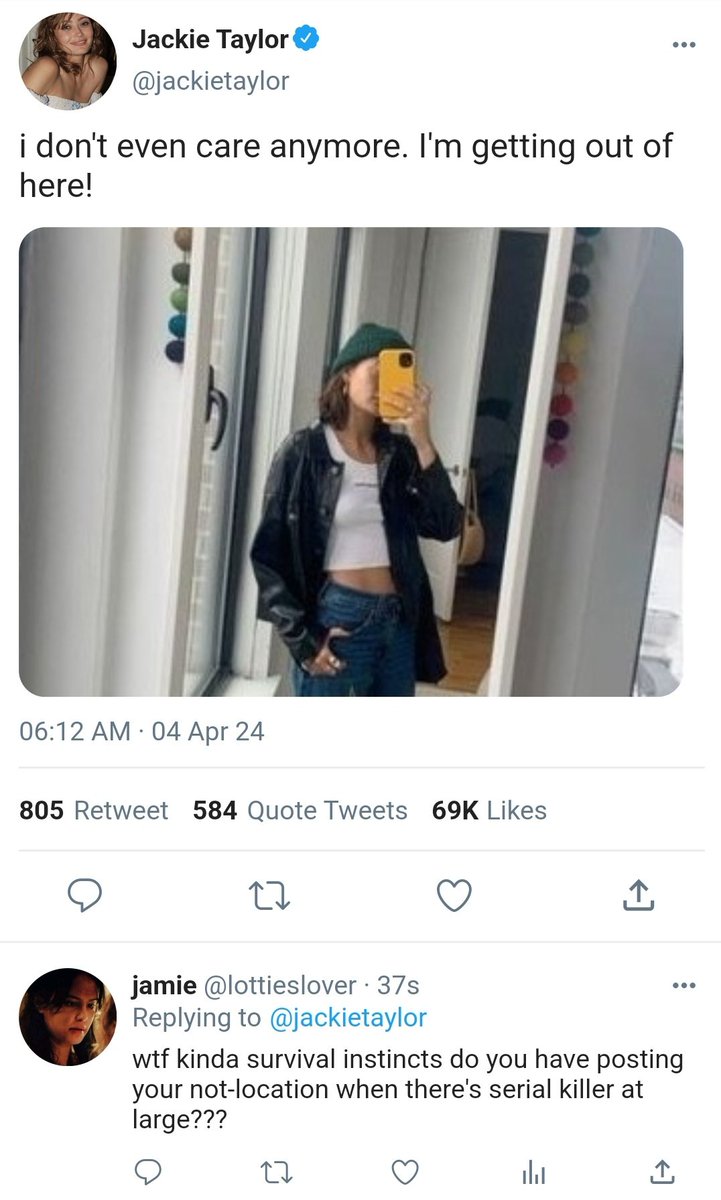 Jackie Taylor
@jackietaylor
i don't even care anymore. I'm getting out of
here!
06:12 AM · 04 Apr 24
805 Retweet 584 Quote Tweets 69K Likes
jamie @lottieslover · 37s
Replying to @jackietaylor
wtf kinda survival instincts do you have posting
your not-location when there's serial killer at
large???